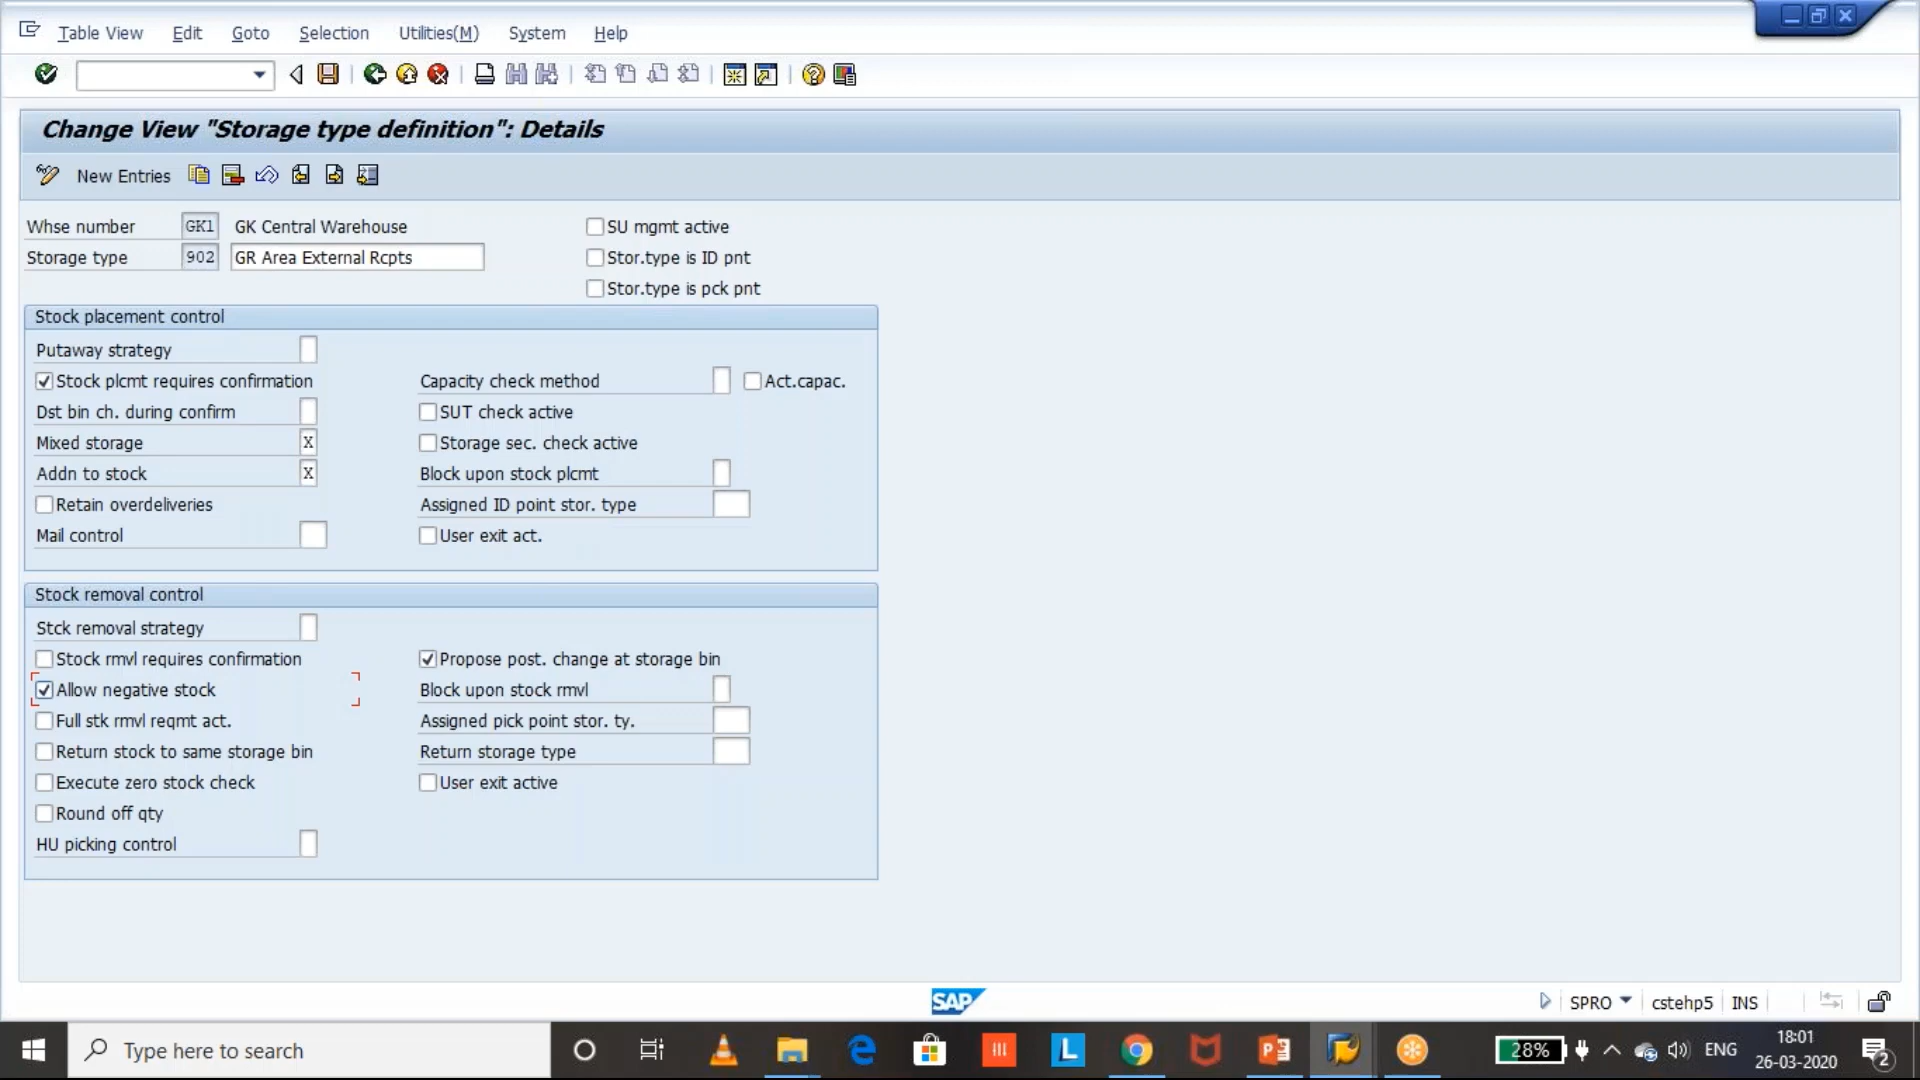 Table View Edit Goto Selection Utilities(M) System Help
Change View "Storage type definition": Details
New Entries
Whse number GK1 GK Central Warehouse SU mgmt active
Storage type 902 GR Area External Rcpts Stor.type is ID pnt
Stor.type is pck pnt
Stock placement control
Putaway strategy
Stock plcmt requires confirmation Capacity check method Act.capac.
Dst bin ch. during confirm SUT check active
Mixed storage X Storage sec. check active
Addn to stock X Block upon stock plcmt
Retain overdeliveries Assigned ID point stor. type
Mail control User exit act.
Stock removal control
Stck removal strategy
Stock rmvl requires confirmation Propose post. change at storage bin
Allow negative stock Block upon stock rmvl
Full stk rmvl reqmt act. Assigned pick point stor. ty.
Return stock to same storage bin Return storage type
Execute zero stock check User exit active
Round off qty
HU picking control
SAP SPRO cstehp5 INS
Type here to search L P 28% ENG 18:01
26-03-2020 2